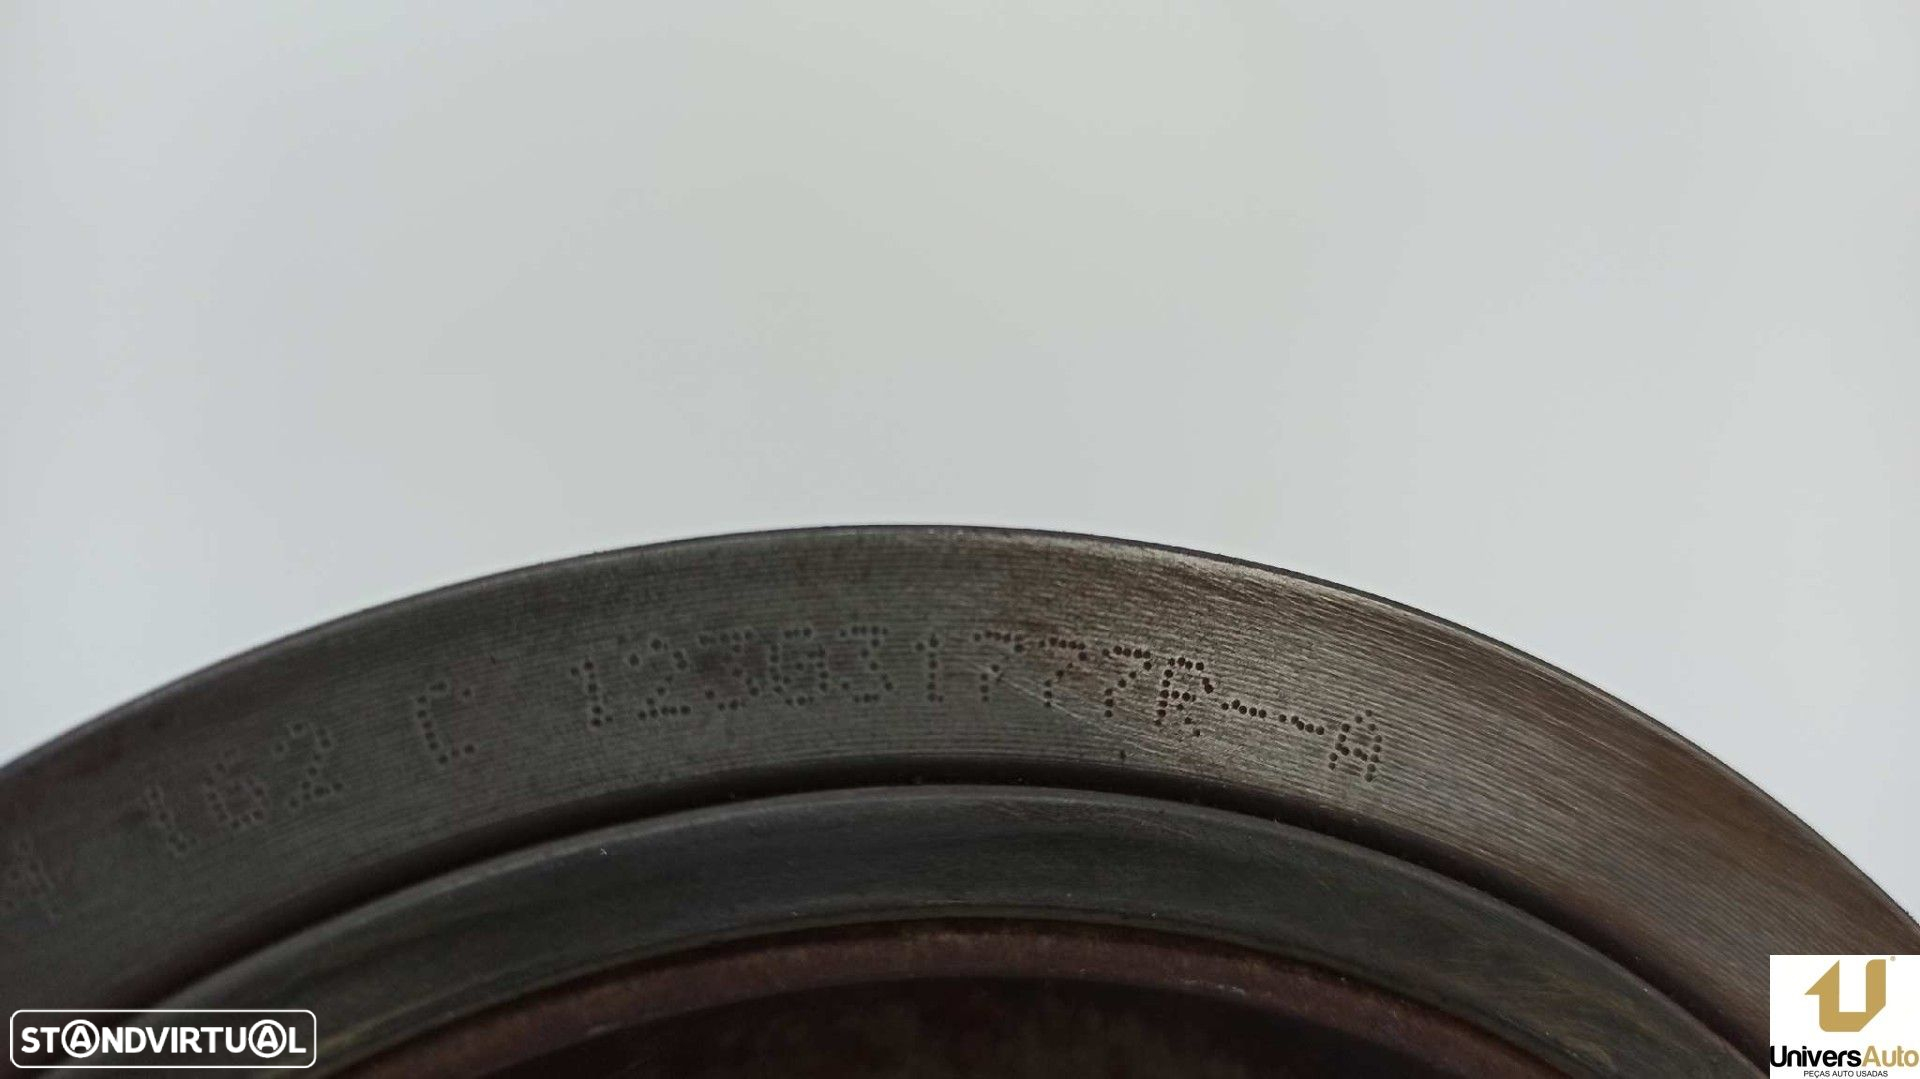 162 C 123031777R--A
STANDVIRTUAL
UniversAuto
PEÇAS AUTO USADAS